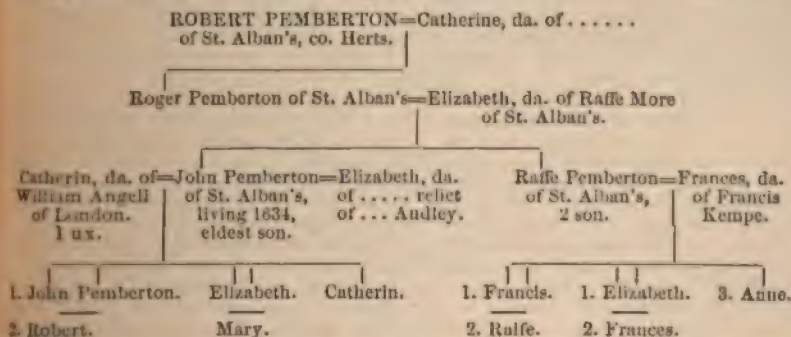 ROBERT PEMBERTON=Catherine, da. of . . . . . .
of St. Alban's, co. Herts.
Roger Pemberton of St. Alban's=Elizabeth, da. of Raffe More
of St. Alban's.
Catherin, da. of=John Pemberton=Elizabeth, da. Raffe Pemberton=Frances, da.
William Angell of St. Alban's, of ..... relict of St. Alban's, of Francis
of London. living 1634, of ... Audley. 2 son. Kempe.
1 ux. eldest son.
1. John Pemberton. Elizabeth. Catherin. 1. Francis. 1. Elizabeth. 3. Anne.
2. Robert. Mary. 2. Ralfe. 2. Frances.